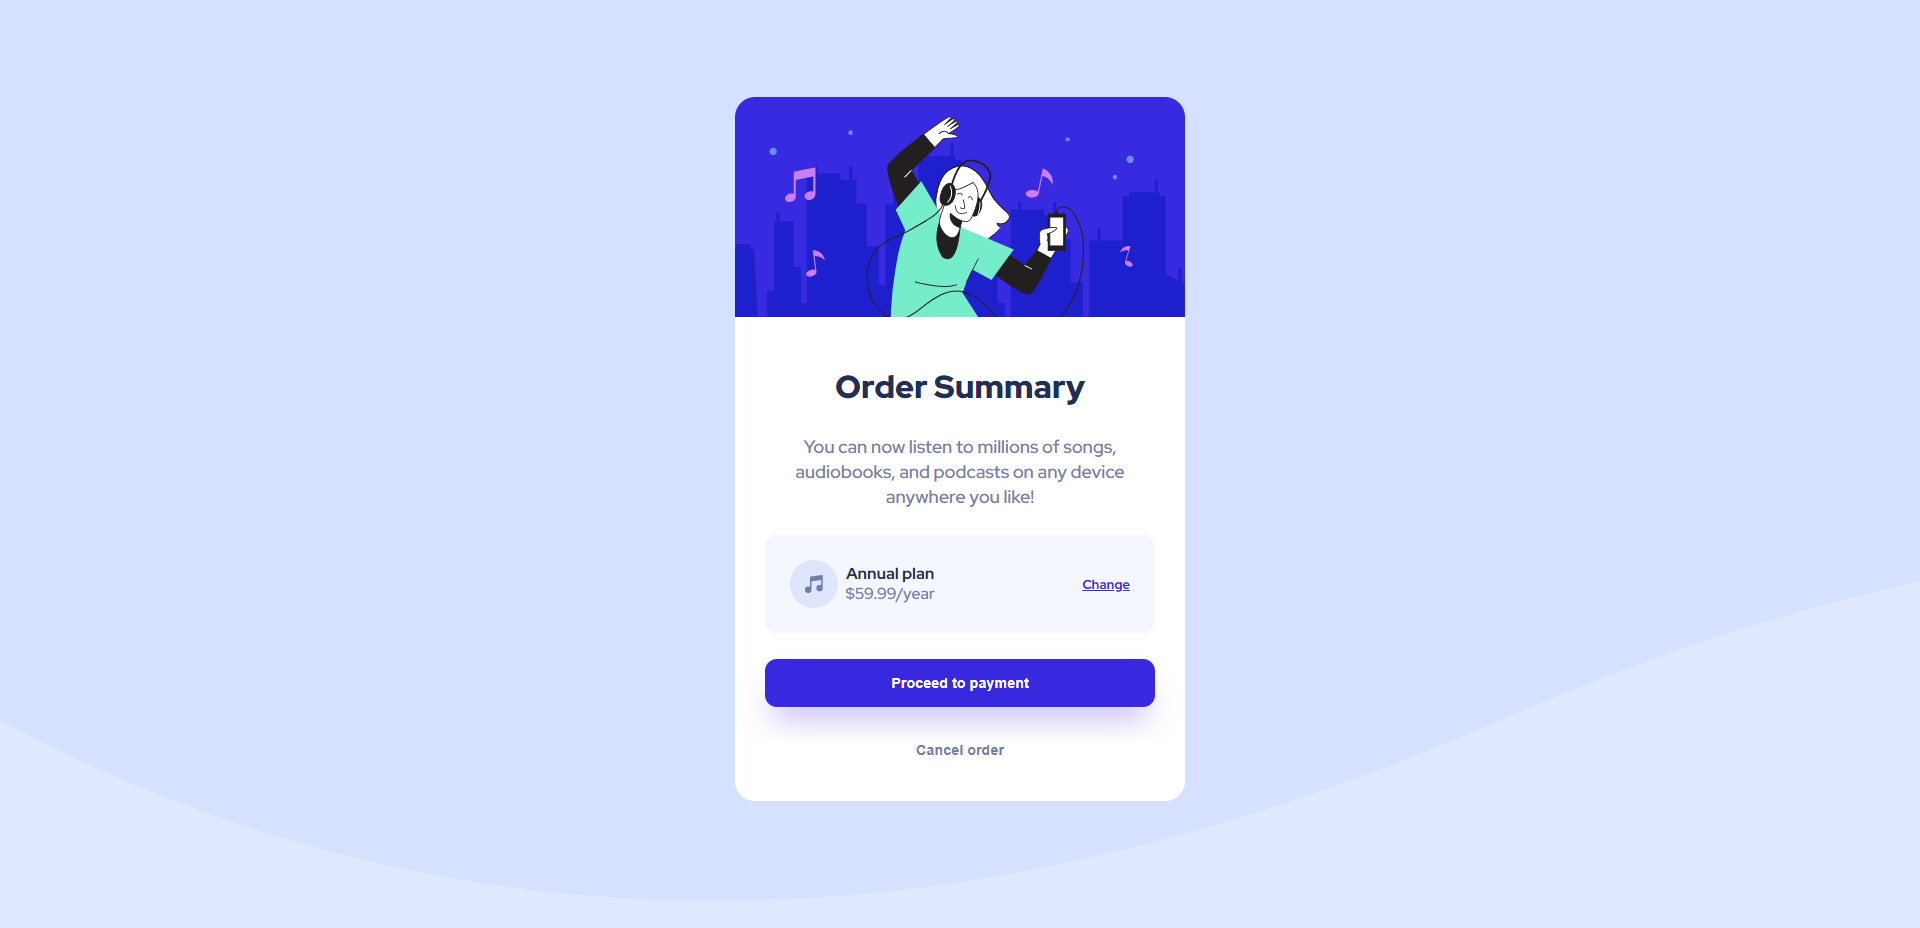 Order Summary
You can now listen to millions of songs,
audiobooks, and podcasts on any device
anywhere you like!
Annual plan
$59.99/year
Change
Proceed to payment
Cancel order